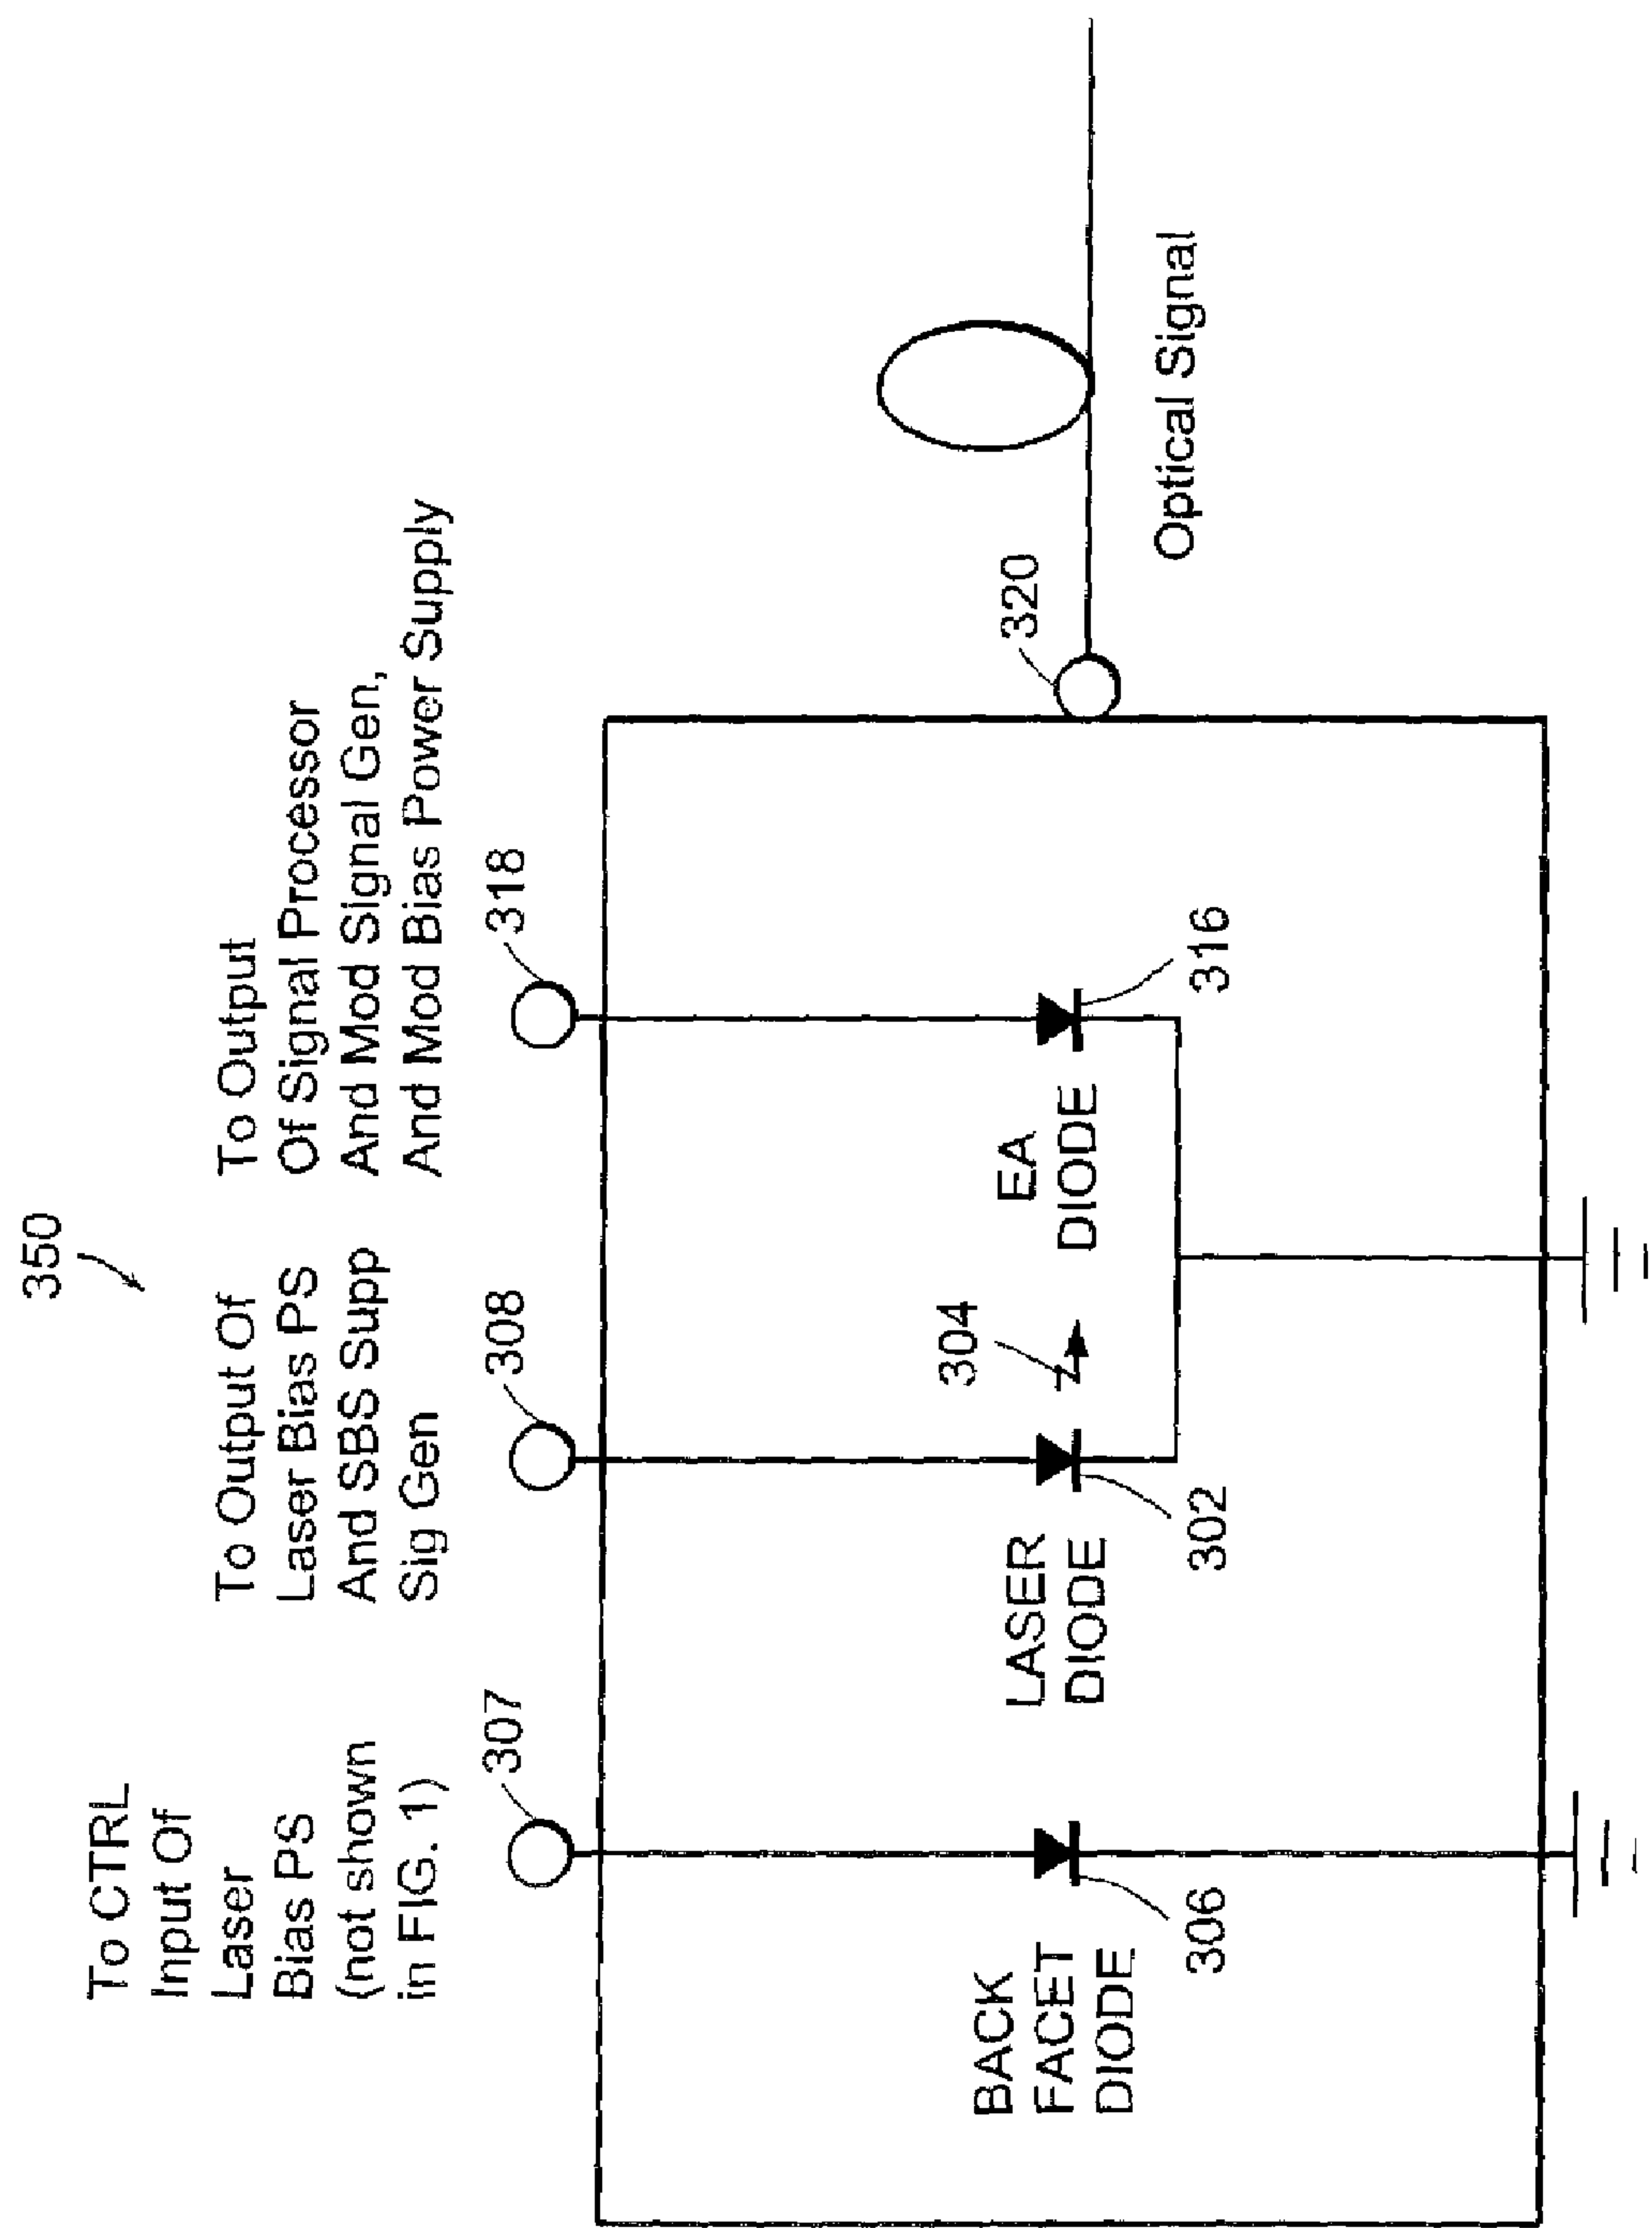 350
To CTRL
Input Of
Laser
Bias PS
(not shown
in FIG. 1)
To Output Of
Laser Bias PS
And SBS Supp
Sig Gen
To Output
Of Signal Processor
And Mod Signal Gen,
And Mod Bias Power Supply
307
308
318
320
Optical Signal
BACK
FACET
DIODE
306
LASER
DIODE
302
304
EA
DIODE
316